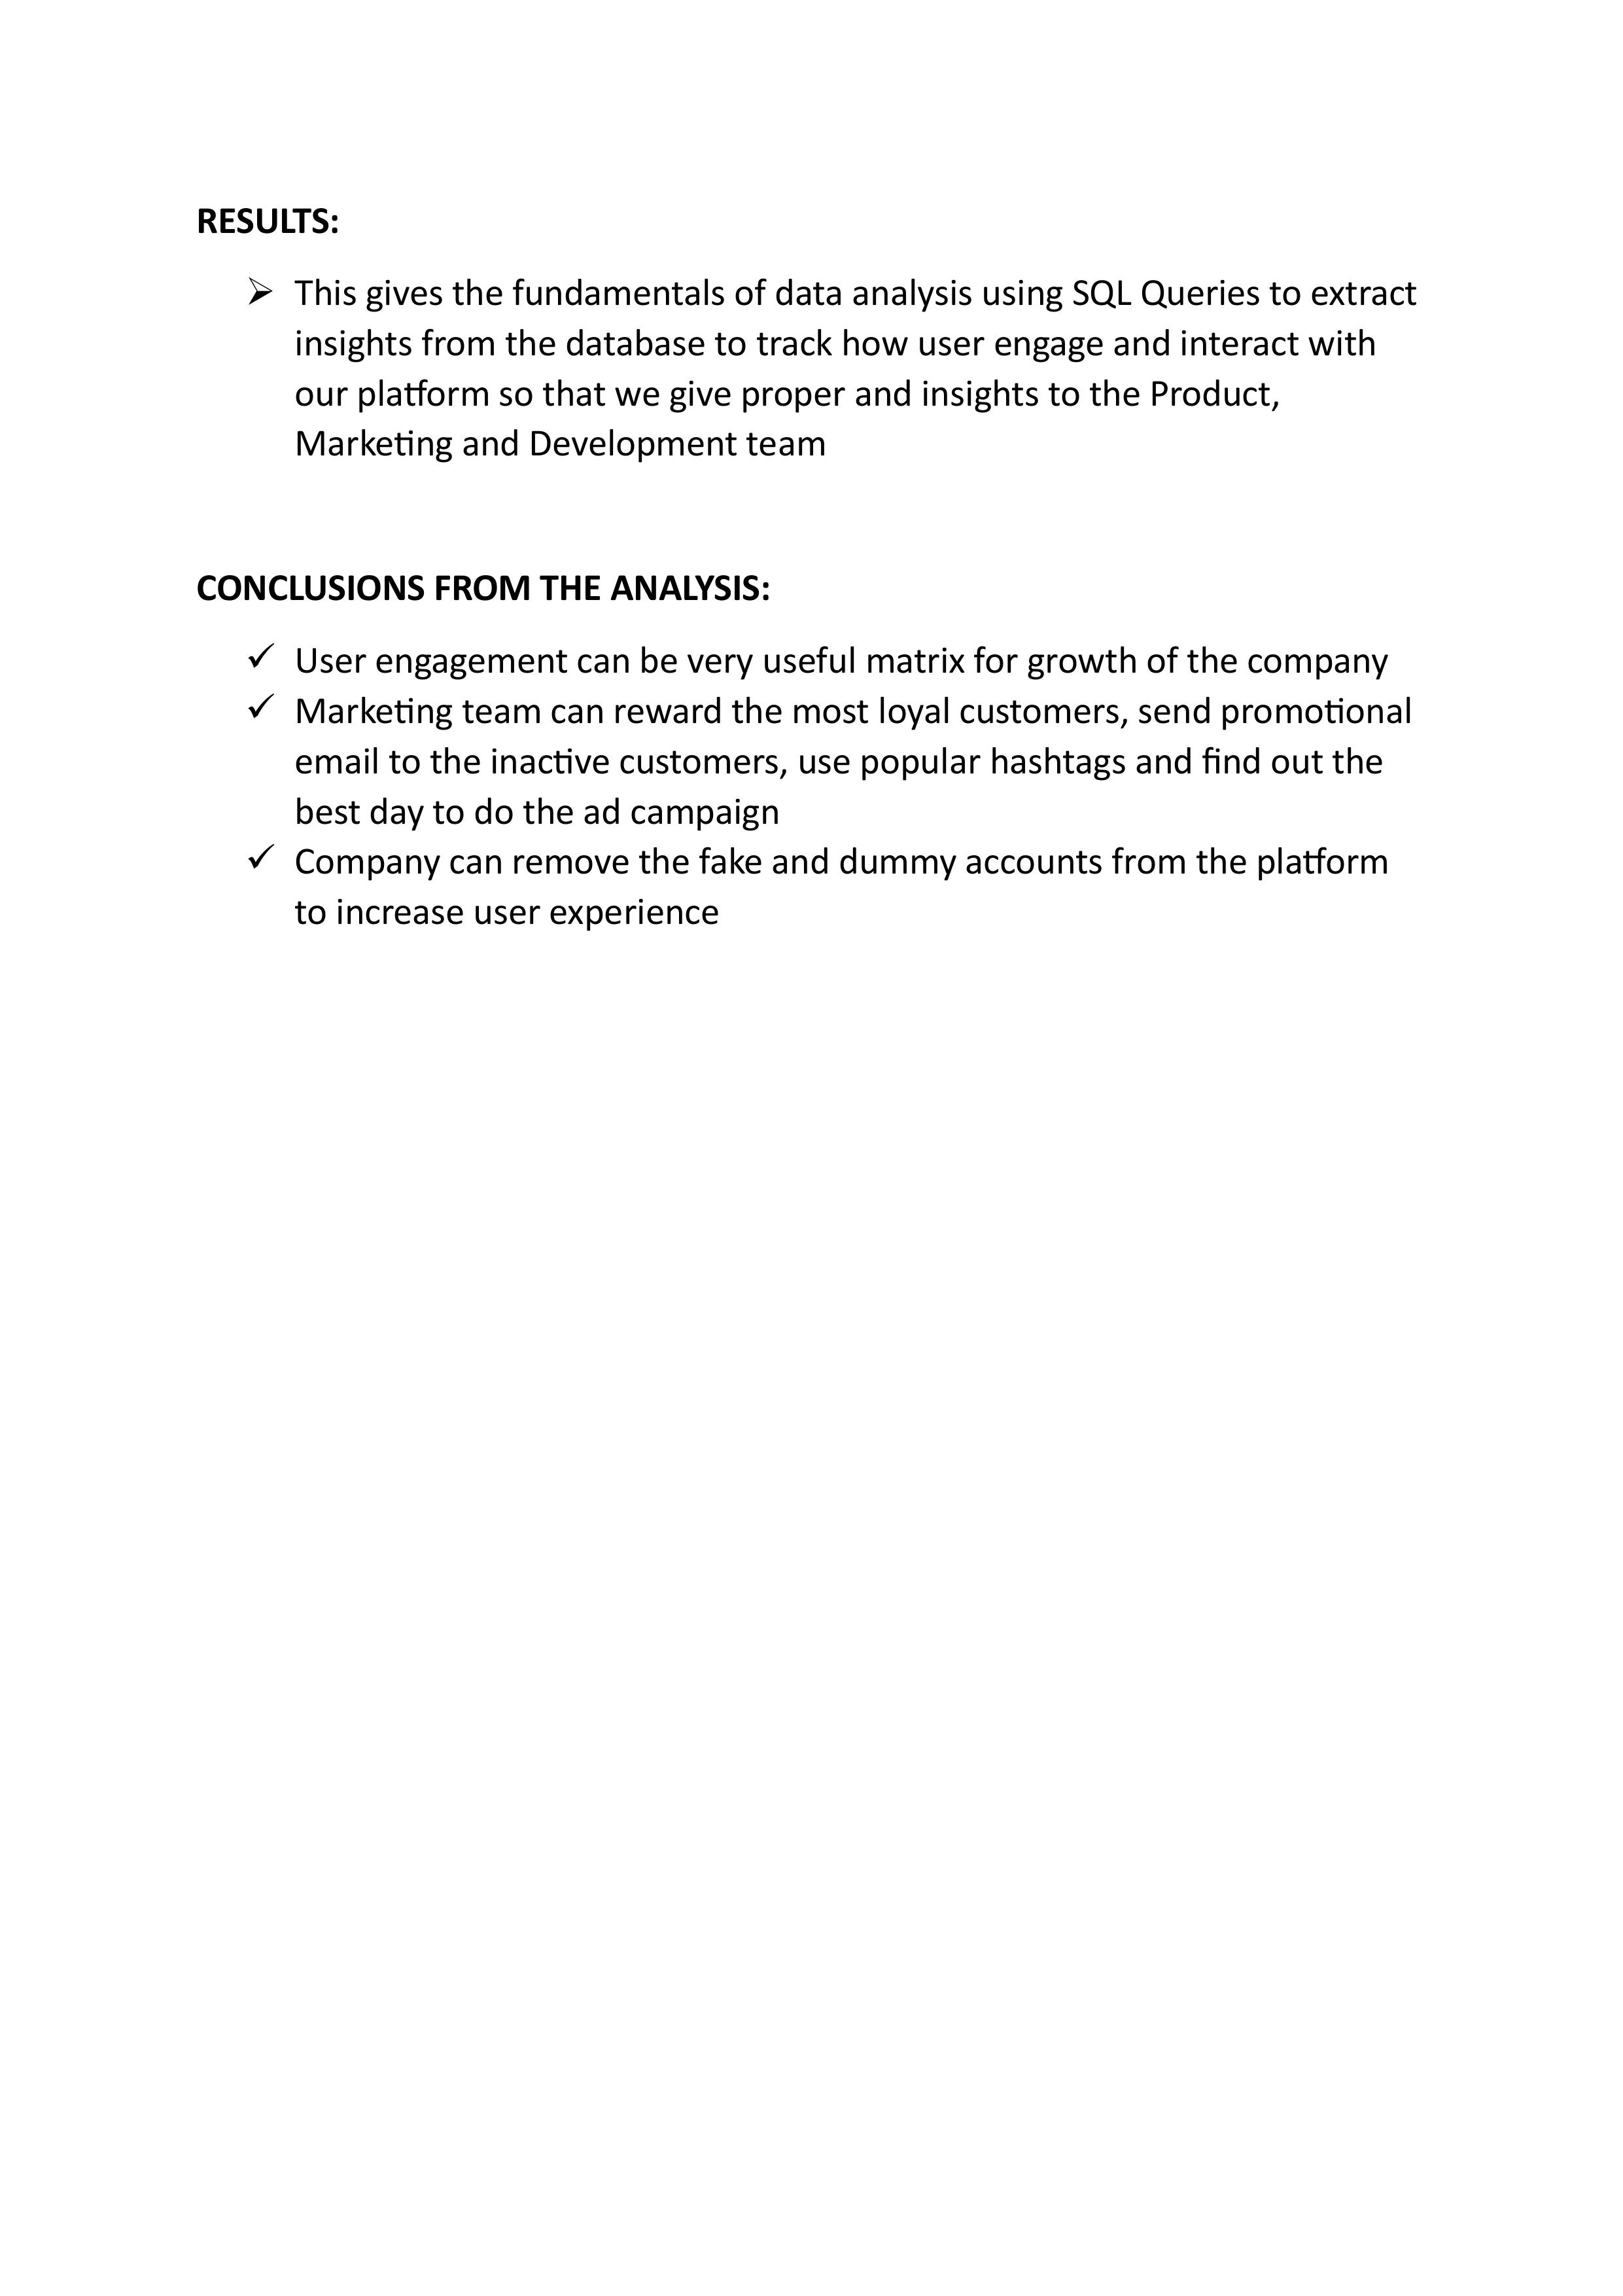 RESULTS:
➢ This gives the fundamentals of data analysis using SQL Queries to extract
insights from the database to track how user engage and interact with
our platform so that we give proper and insights to the Product,
Marketing and Development team
CONCLUSIONS FROM THE ANALYSIS:
✓ User engagement can be very useful matrix for growth of the company
✓ Marketing team can reward the most loyal customers, send promotional
email to the inactive customers, use popular hashtags and find out the
best day to do the ad campaign
✓ Company can remove the fake and dummy accounts from the platform
to increase user experience